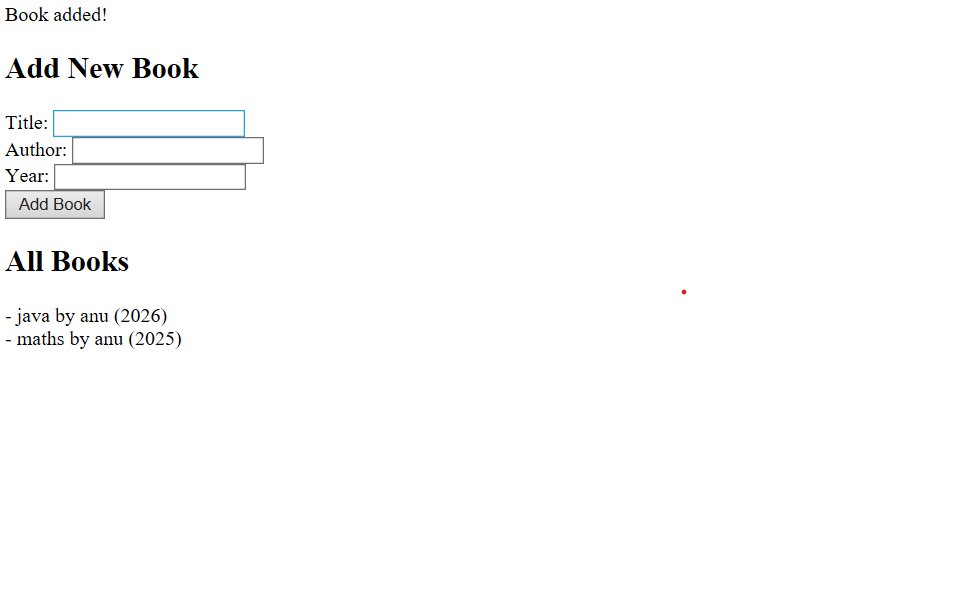 Book added!
Add New Book
Title:
Author:
Year:
Add Book
All Books
- java by anu (2026)
- maths by anu (2025)